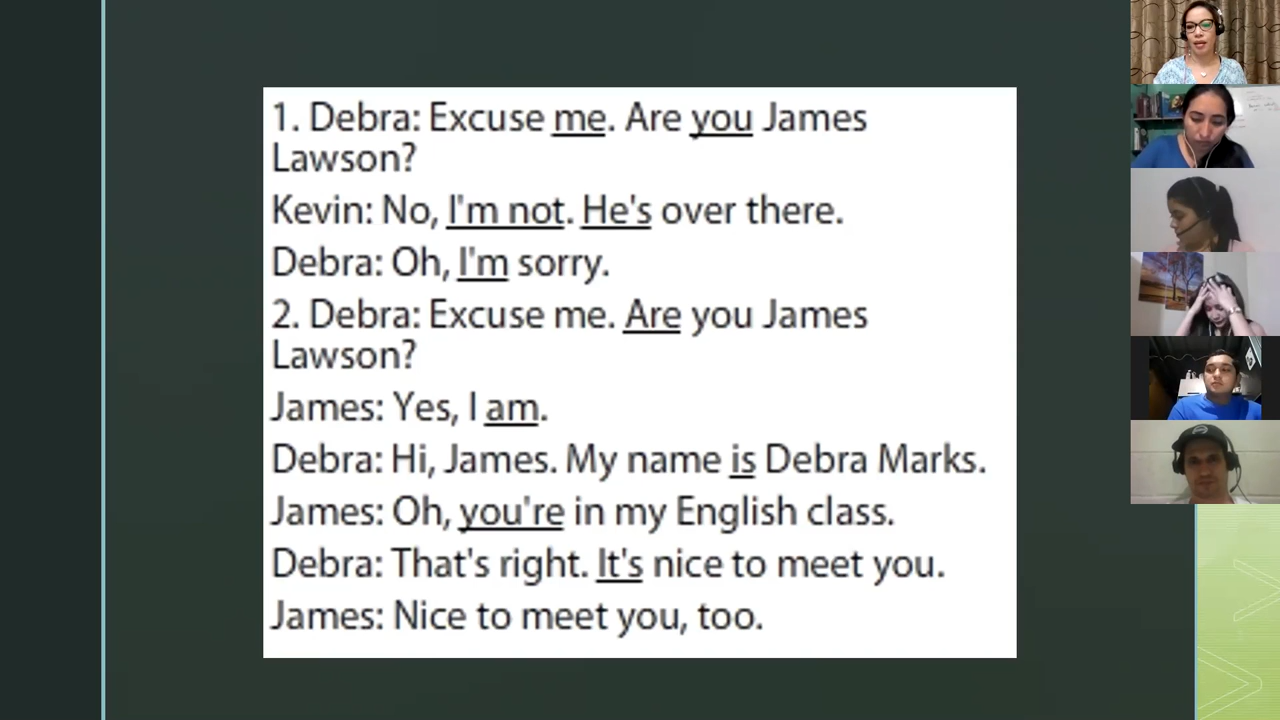 1. Debra: Excuse me. Are you James
Lawson?
Kevin: No, I'm not. He's over there.
Debra: Oh, I'm sorry.
2. Debra: Excuse me. Are you James
Lawson?
James: Yes, I am.
Debra: Hi, James. My name is Debra Marks.
James: Oh, you're in my English class.
Debra: That's right. It's nice to meet you.
James: Nice to meet you, too.